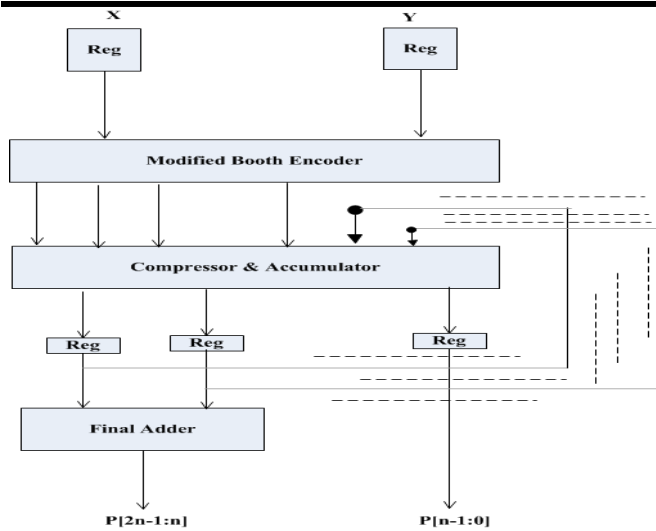 X Y
Reg Reg
Modified Booth Encoder
Compressor & Accumulator
Reg Reg Reg
Final Adder
P[2n-1:n] P[n-1:0]